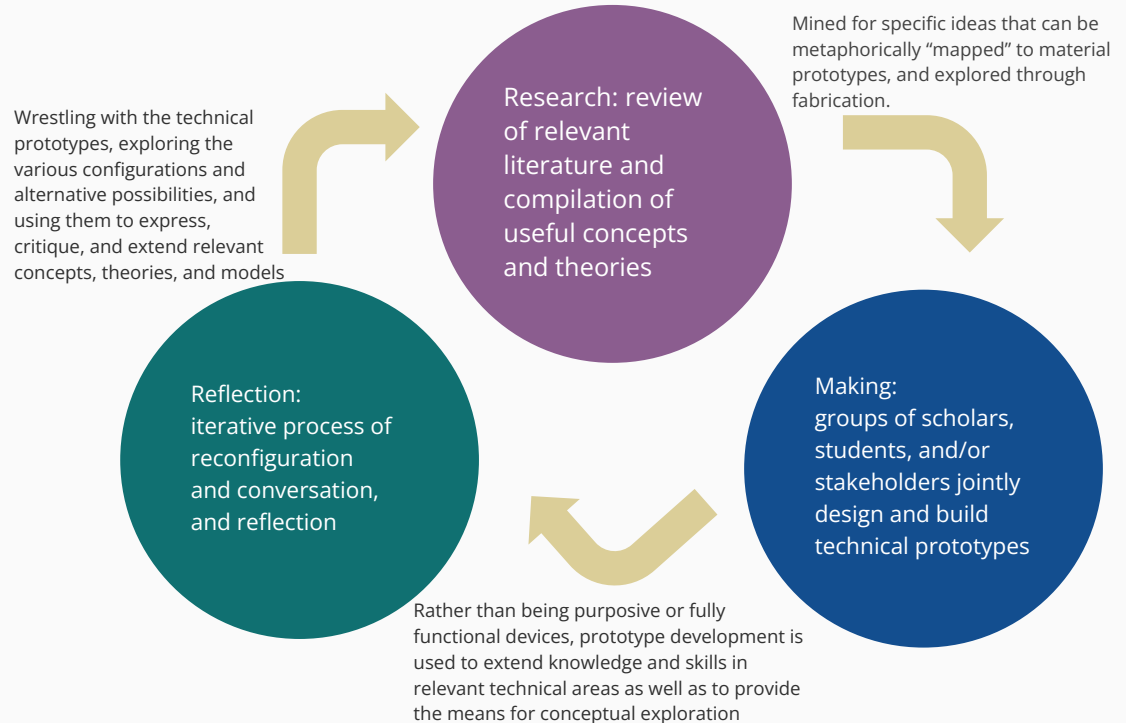 Mined for specific ideas that can be
metaphorically “mapped” to material
prototypes, and explored through
fabrication.
Research: review
of relevant
literature and
compilation of
useful concepts
and theories
Wrestling with the technical
prototypes, exploring the
various configurations and
alternative possibilities, and
using them to express,
critique, and extend relevant
concepts, theories, and models
Making:
groups of scholars,
students, and/or
stakeholders jointly
design and build
technical prototypes
Reflection:
iterative process of
reconfiguration
and conversation,
and reflection
Rather than being purposive or fully
functional devices, prototype development is
used to extend knowledge and skills in
relevant technical areas as well as to provide
the means for conceptual exploration